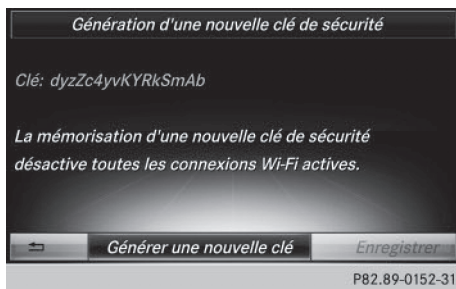 Génération d'une nouvelle clé de sécurité
Clé: dyzZc4yvKYRkSmAb
La mémorisation d'une nouvelle clé de sécurité
désactive toutes les connexions Wi-Fi actives.
Générer une nouvelle clé
Enregistrer
P82.89-0152-31